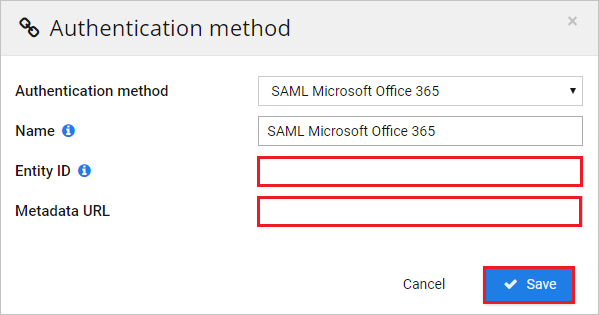 Authentication method
Authentication method SAML Microsoft Office 365
Name SAML Microsoft Office 365
Entity ID
Metadata URL
Cancel Save